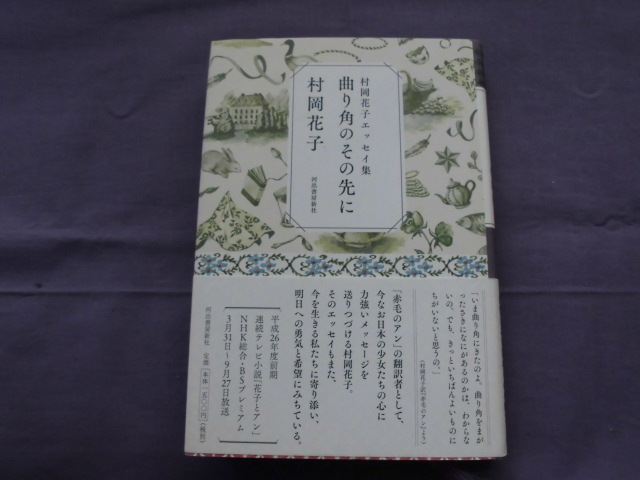 村岡花子エッセイ集
曲り角のその先に
村岡花子
河出書房新社
「いま曲り角にきたのよ。曲り角をまが
ったさきになにがあるのかは、わからな
いの。でも、きっといちばんよいものに
ちがいないと思うの。」
（村岡花子訳『赤毛のアン』より）
『赤毛のアン』の翻訳者として、
今なお日本の少女たちの心に
力強いメッセージを
送りつづける村岡花子。
そのエッセイもまた、
今を生きる私たちに寄り添い、
明日への勇気と希望にみちている。
平成26年度前期
連続テレビ小説『花子とアン』
NHK総合・BSプレミアム
3月31日〜9月27日放送
河出書房新社 定価 本体一五〇〇円（税別）